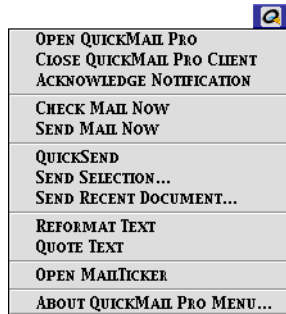 Open QuickMail Pro
Close QuickMail Pro Client
Acknowledge Notification
Check Mail Now
Send Mail Now
QuickSend
Send Selection...
Send Recent Document...
Reformat Text
Quote Text
Open MailTicker
About QuickMail Pro Menu...